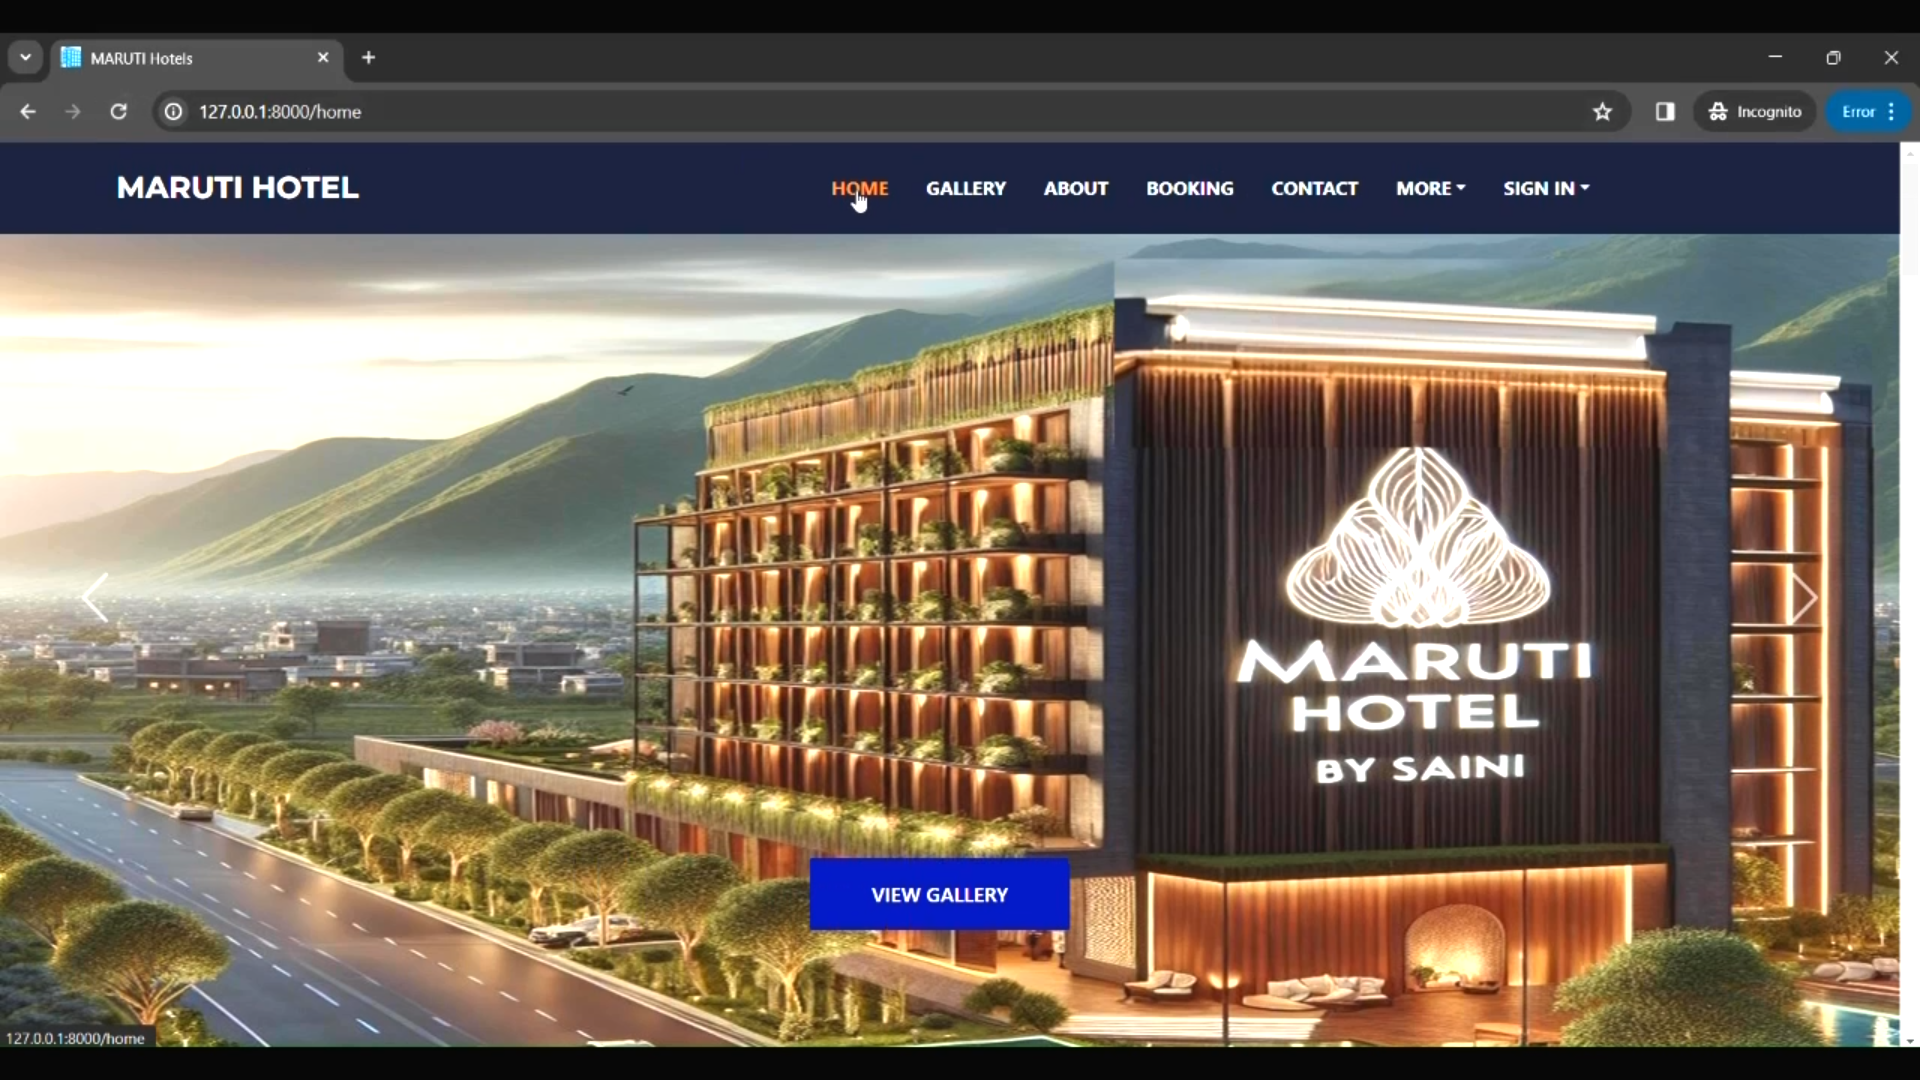 MARUTI Hotels
127.0.0.1:8000/home
Incognito
Error
MARUTI HOTEL
HOME
GALLERY
ABOUT
BOOKING
CONTACT
MORE
SIGN IN
MARUTI
HOTEL
BY SAINI
VIEW GALLERY
127.0.0.1:8000/home